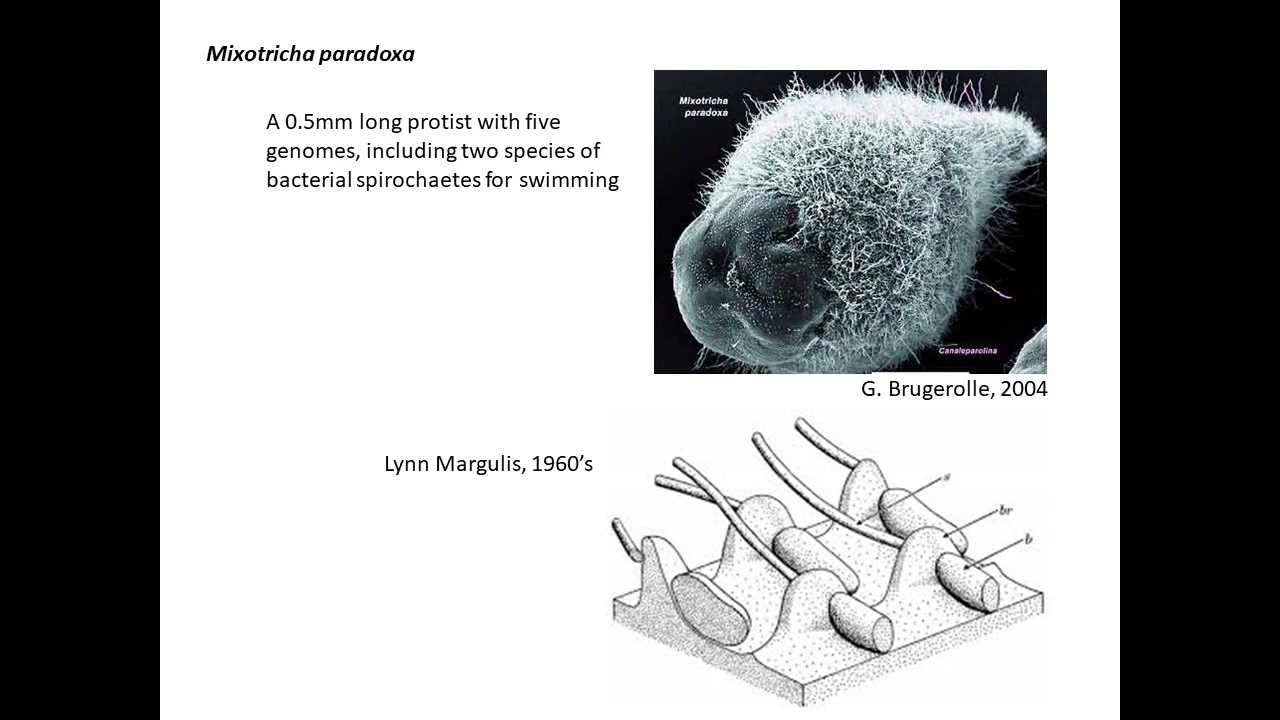 Mixotricha paradoxa
A 0.5mm long protist with five
genomes, including two species of
bacterial spirochaetes for swimming
Mixotricha
paradoxa
Canaleparolina
G. Brugerolle, 2004
Lynn Margulis, 1960’s
s
br
b